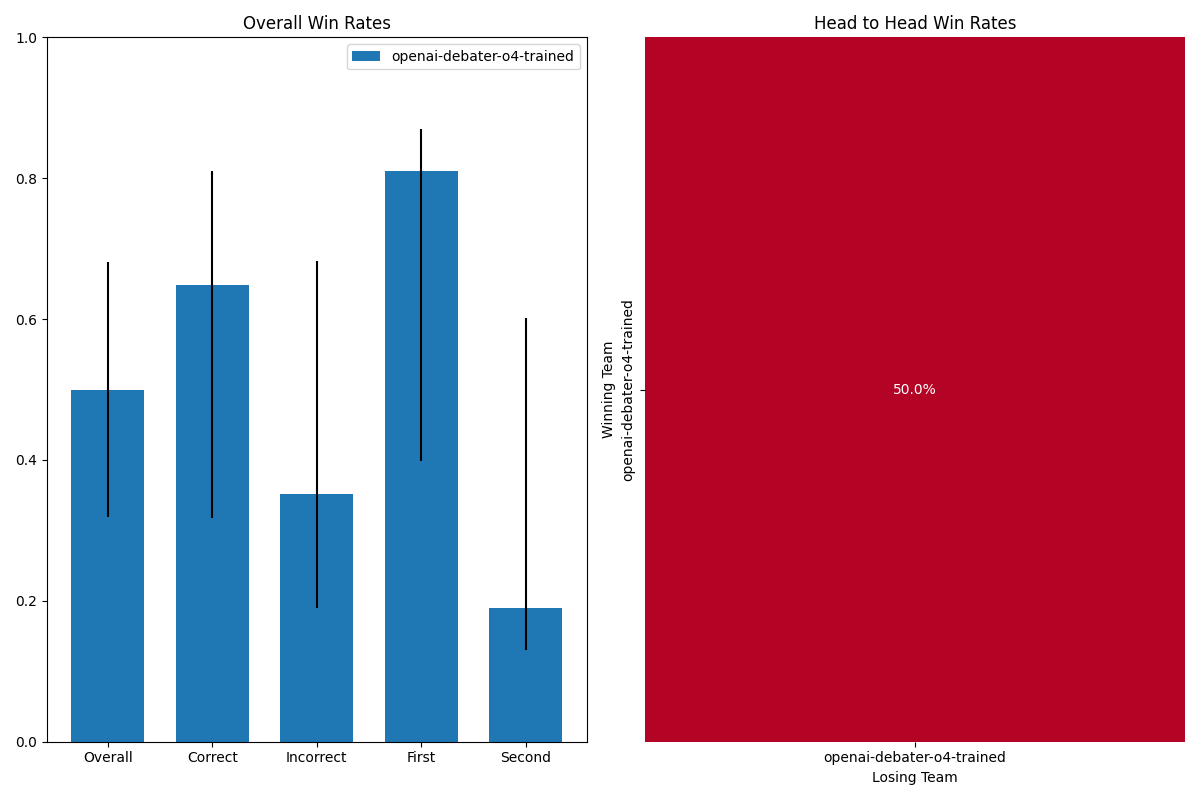 Overall Win Rates
openai-debater-o4-trained
1.0
0.8
0.6
0.4
0.2
0.0
Overall
Correct
Incorrect
First
Second
Head to Head Win Rates
Winning Team
openai-debater-o4-trained
50.0%
openai-debater-o4-trained
Losing Team